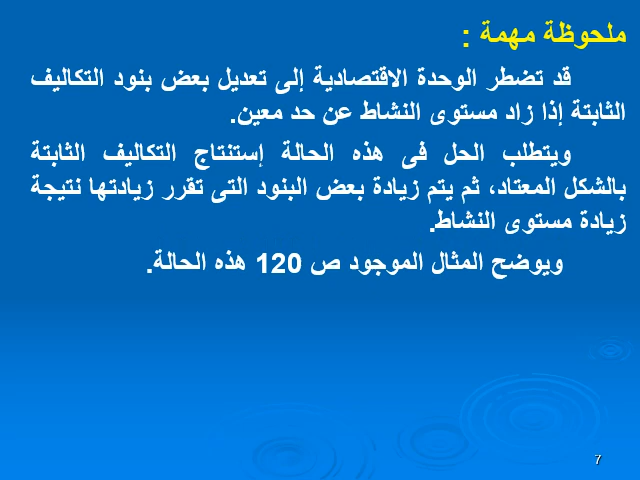 ملحوظة مهمة :
قد تضطر الوحدة الاقتصادية إلى تعديل بعض بنود التكاليف
الثابتة إذا زاد مستوى النشاط عن حد معين.
ويتطلب الحل فى هذه الحالة إستنتاج التكاليف الثابتة
بالشكل المعتاد، ثم يتم زيادة بعض البنود التى تقرر زيادتها نتيجة
زيادة مستوى النشاط.
ويوضح المثال الموجود ص 120 هذه الحالة.
7